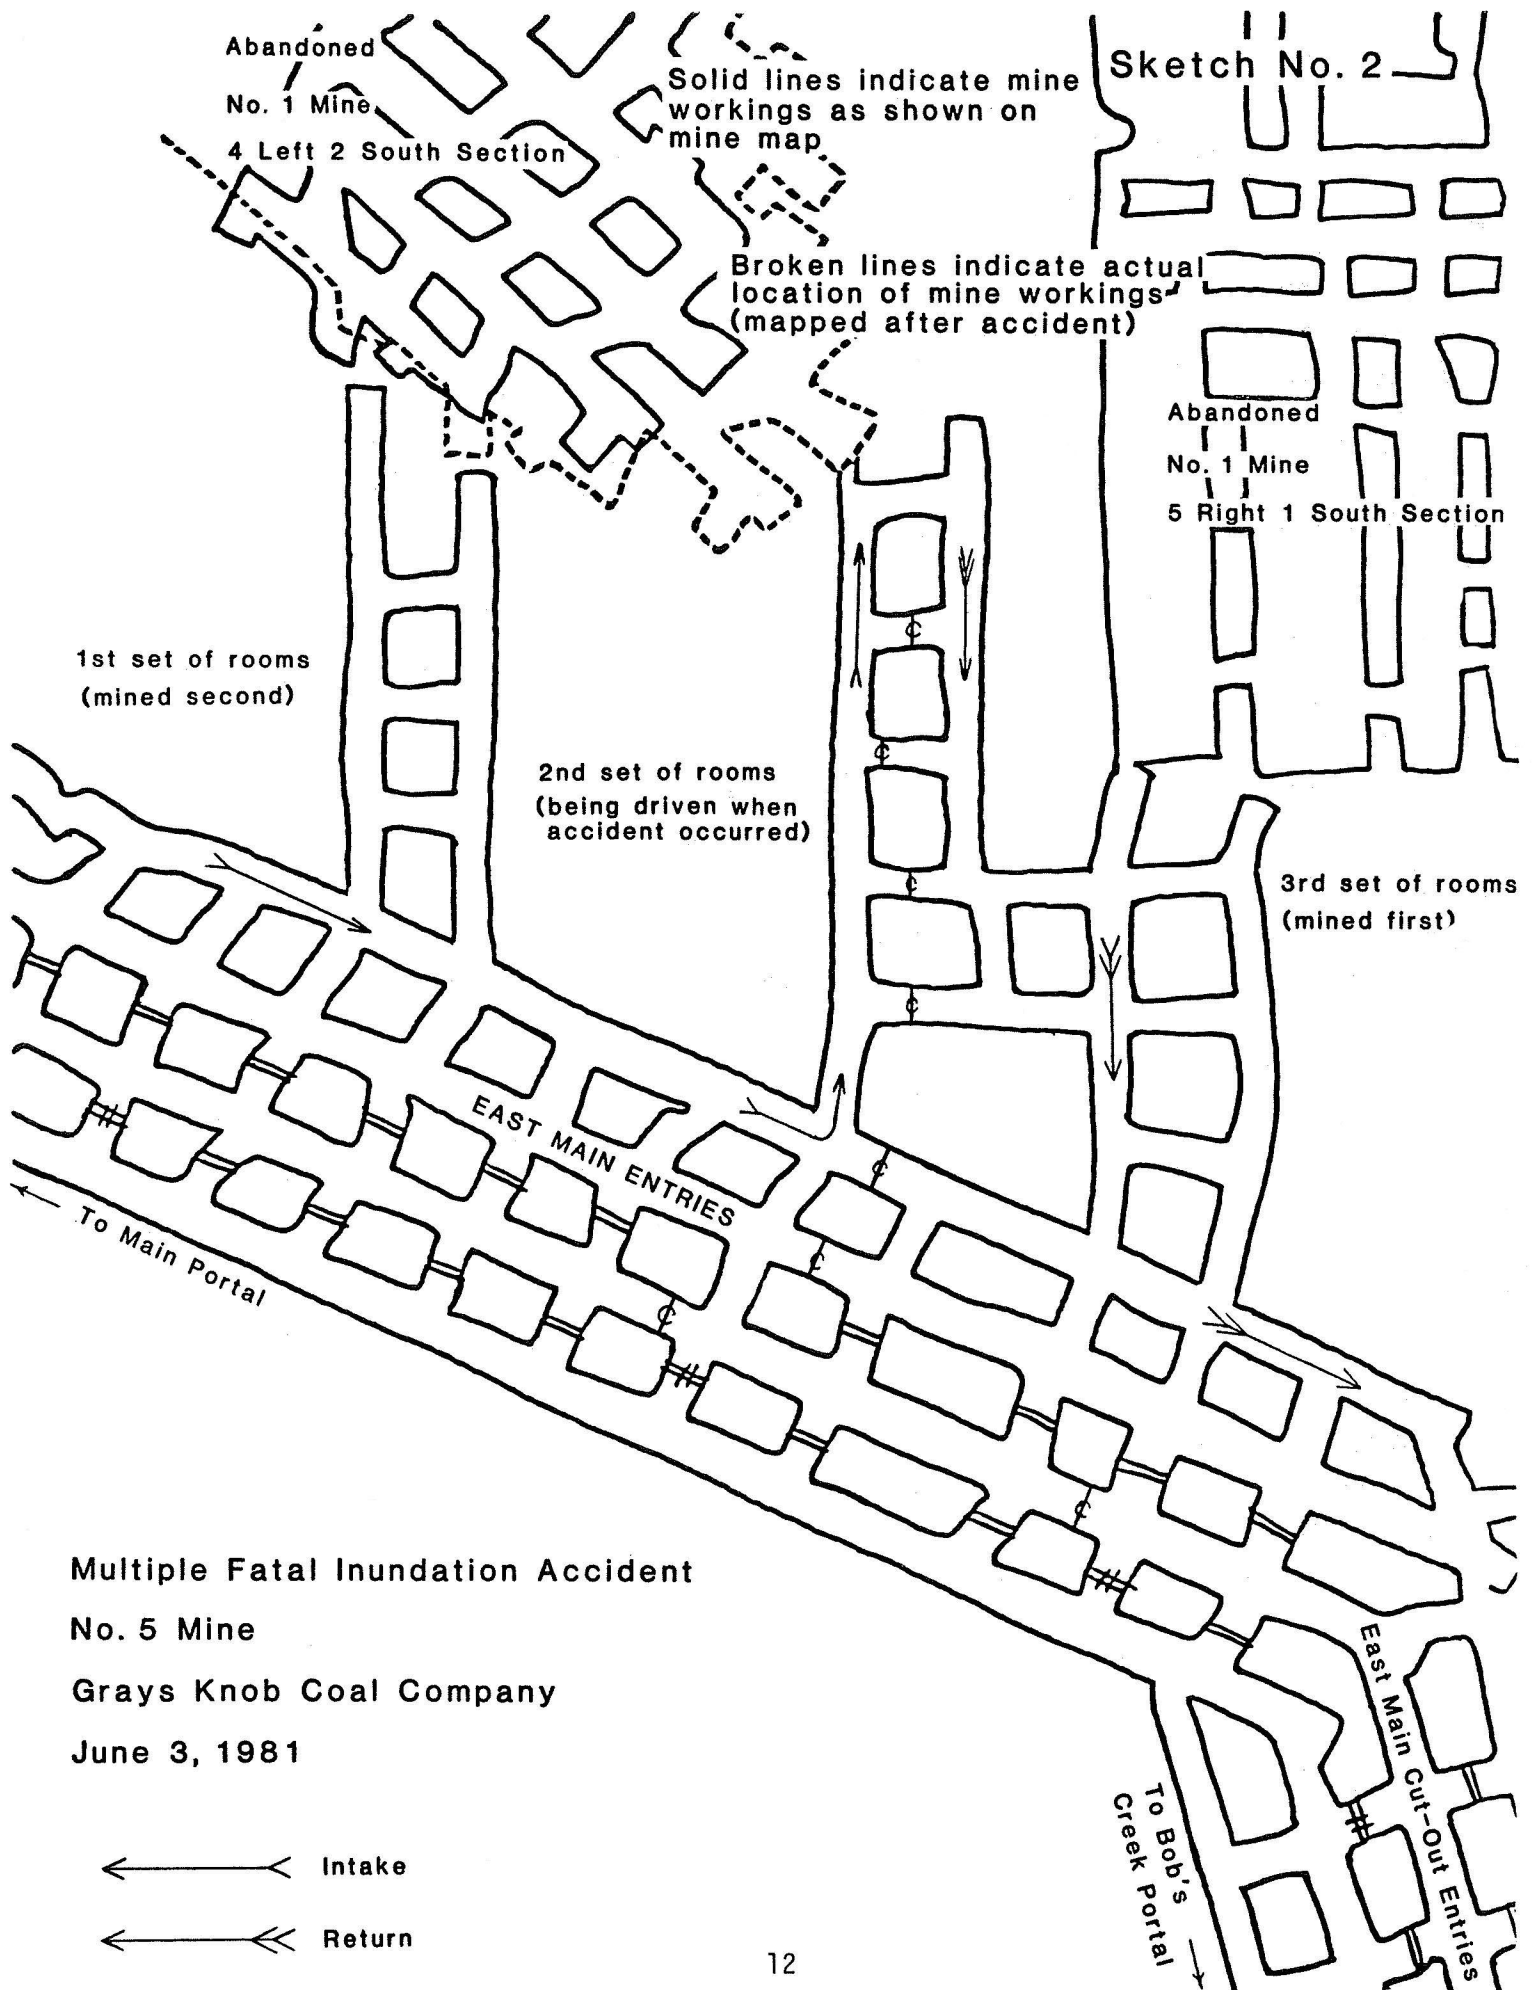 Sketch No. 2
Abandoned
No. 1 Mine
4 Left 2 South Section
Solid lines indicate mine
workings as shown on
mine map
Broken lines indicate actual
location of mine workings
(mapped after accident)
Abandoned
No. 1 Mine
5 Right 1 South Section
1st set of rooms
(mined second)
2nd set of rooms
(being driven when
accident occurred)
3rd set of rooms
(mined first)
EAST MAIN ENTRIES
To Main Portal
East Main Cut-Out Entries
To Bob's
Creek Portal
Multiple Fatal Inundation Accident
No. 5 Mine
Grays Knob Coal Company
June 3, 1981
Intake
Return
12